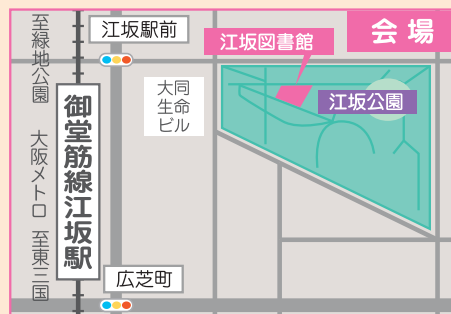 至緑地公園
江坂駅前
会場
江坂図書館
大同
生命
ビル
江坂公園
御堂筋線江坂駅
大阪メトロ
至東三国
広芝町